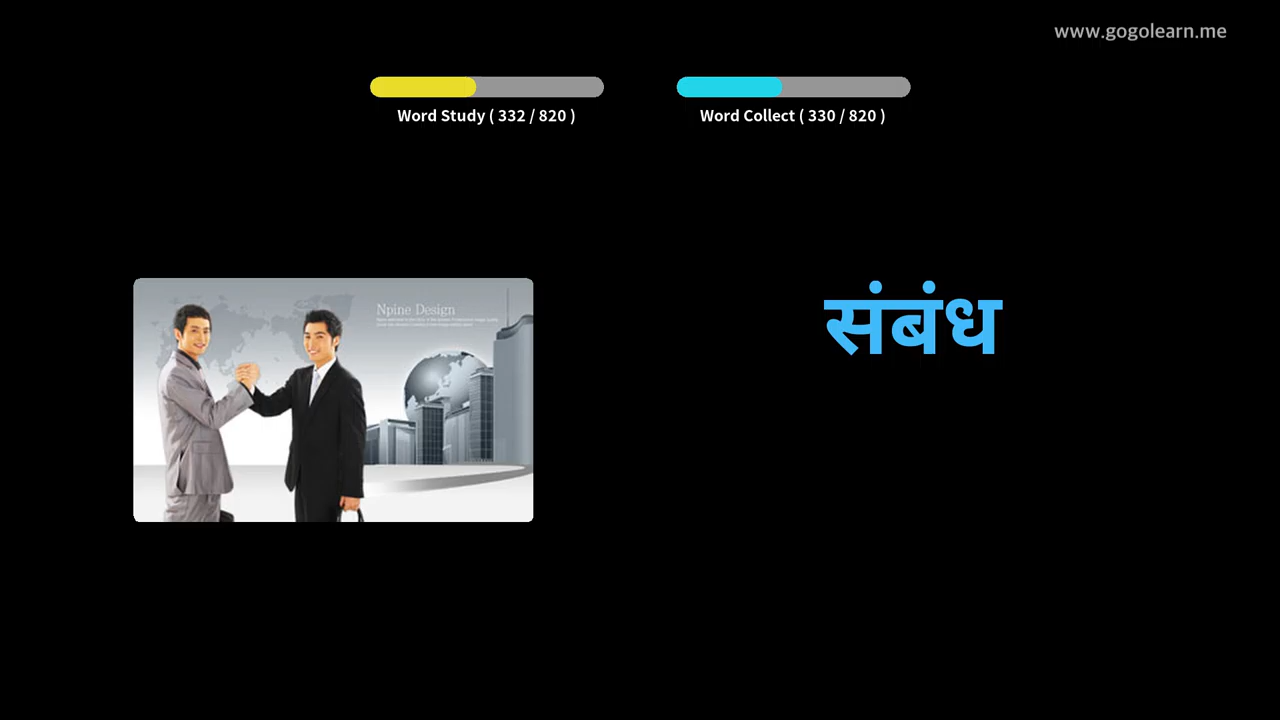 www.gogolearn.me
Word Study ( 332 / 820 )
Word Collect ( 330 / 820 )
Npine Design
संबंध